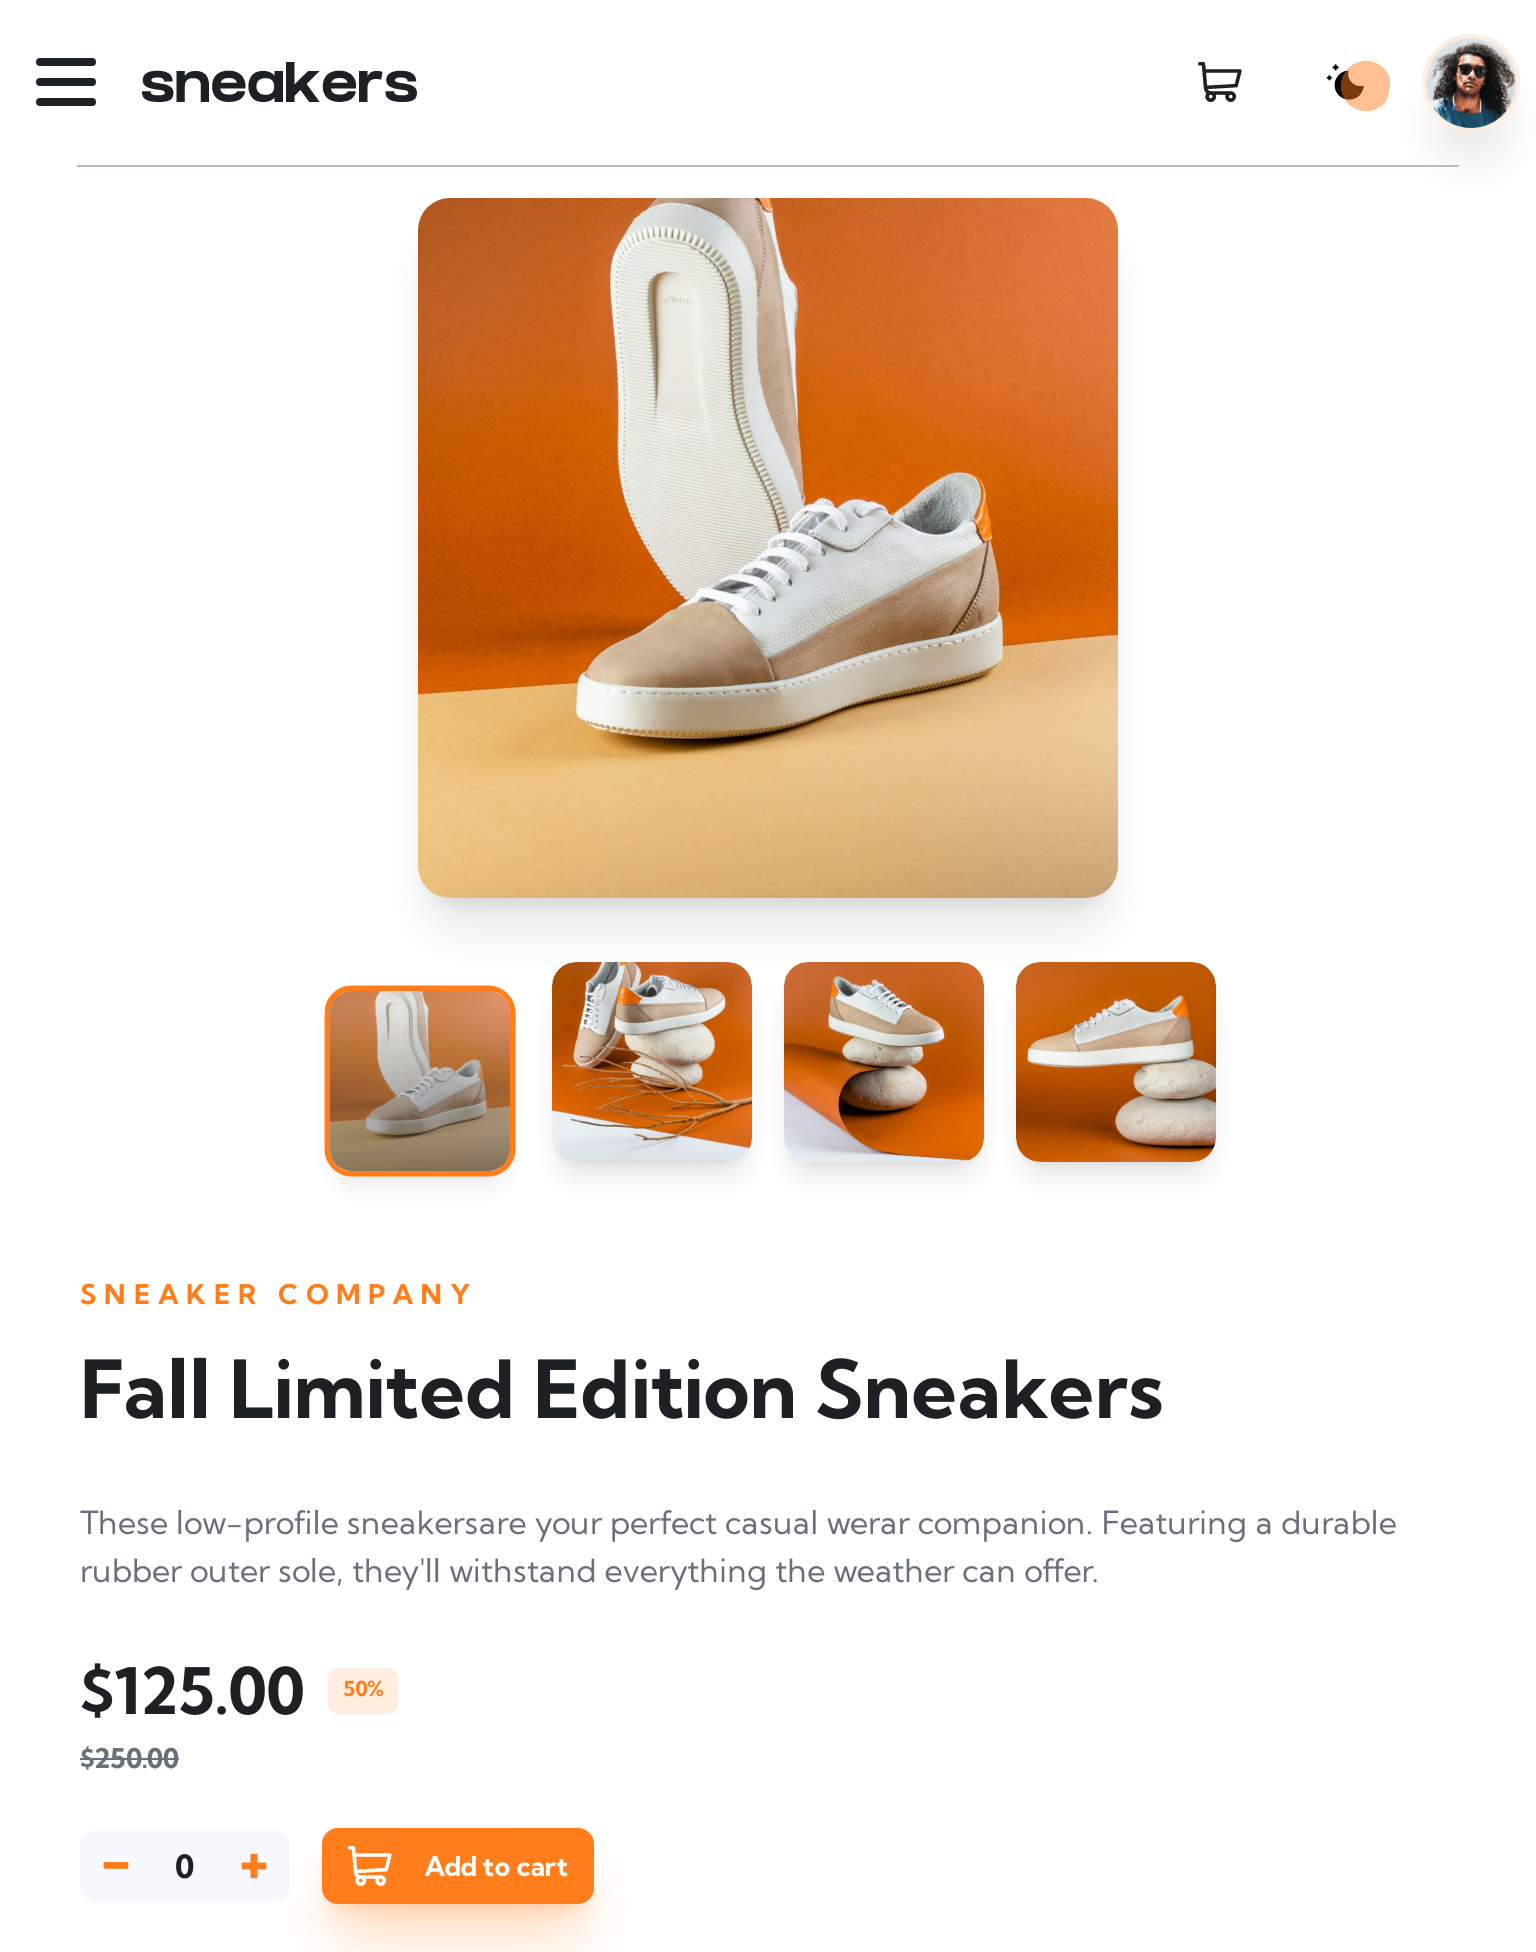 sneakers
SNEAKER COMPANY
Fall Limited Edition Sneakers
These low-profile sneakersare your perfect casual werar companion. Featuring a durable
rubber outer sole, they'll withstand everything the weather can offer.
$125.00 50%
$250.00
0 Add to cart